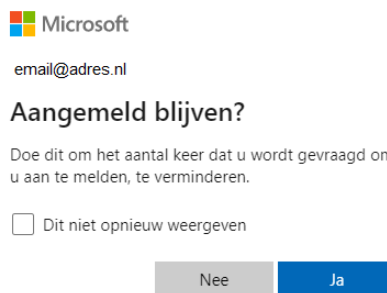 Microsoft
email@adres.nl
Aangemeld blijven?
Doe dit om het aantal keer dat u wordt gevraagd om
u aan te melden, te verminderen.
Dit niet opnieuw weergeven
Nee
Ja